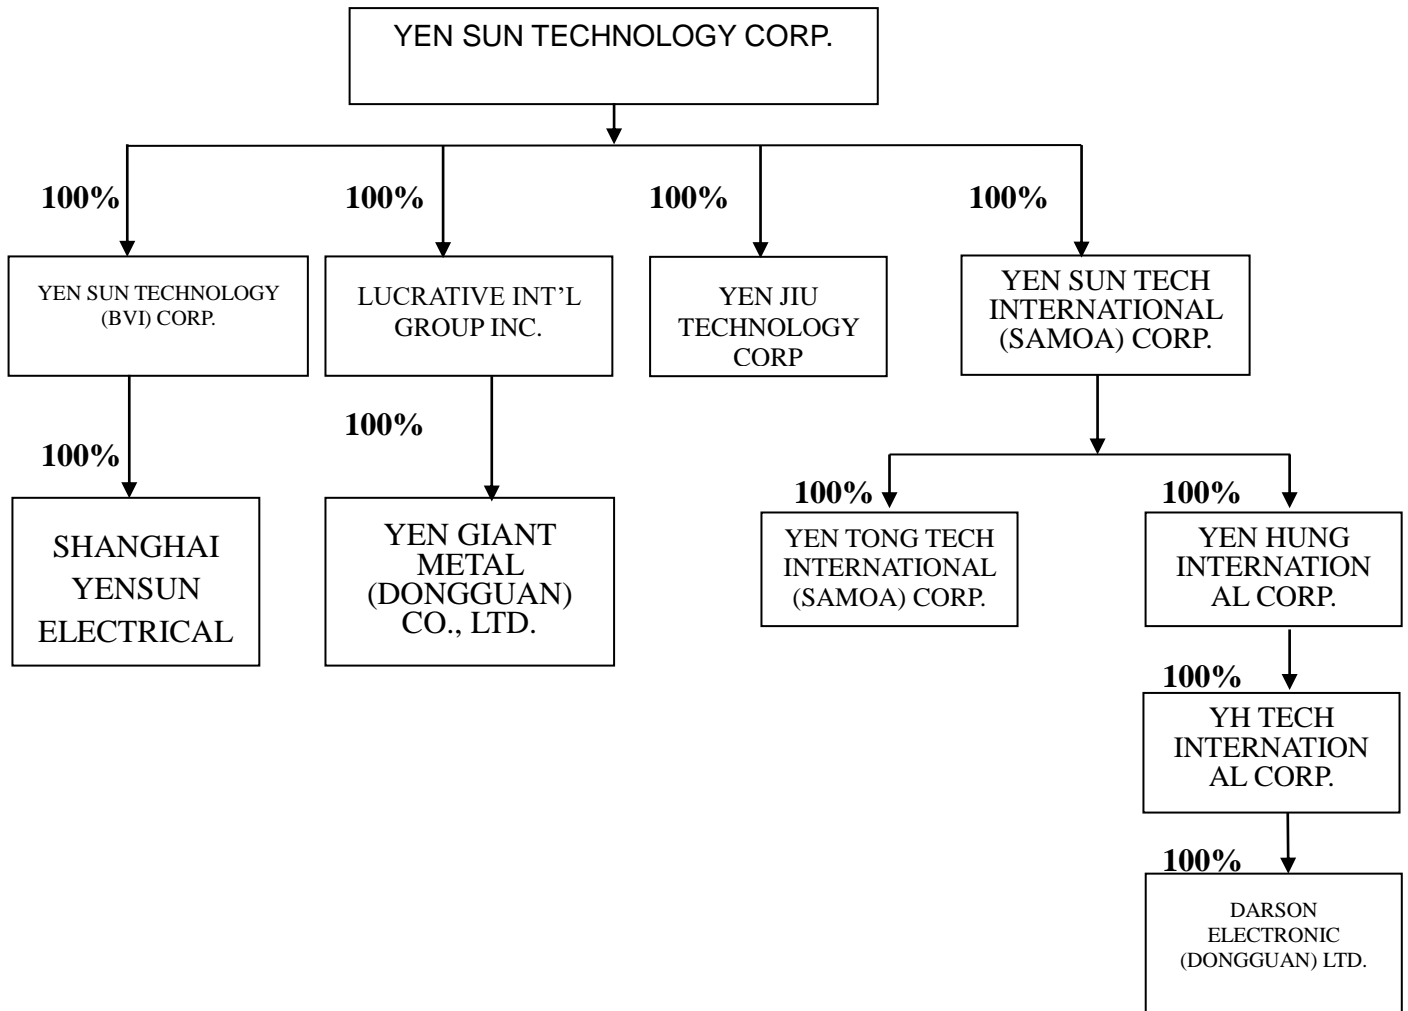 YEN SUN TECHNOLOGY CORP.
100%
100%
100%
100%
YEN SUN TECHNOLOGY
(BVI) CORP.
LUCRATIVE INT’L
GROUP INC.
YEN JIU
TECHNOLOGY
CORP
YEN SUN TECH
INTERNATIONAL
(SAMOA) CORP.
100%
100%
100%
100%
SHANGHAI
YENSUN
ELECTRICAL
YEN GIANT
METAL
(DONGGUAN)
CO., LTD.
YEN TONG TECH
INTERNATIONAL
(SAMOA) CORP.
YEN HUNG
INTERNATION
AL CORP.
100%
YH TECH
INTERNATION
AL CORP.
100%
DARSON
ELECTRONIC
(DONGGUAN) LTD.